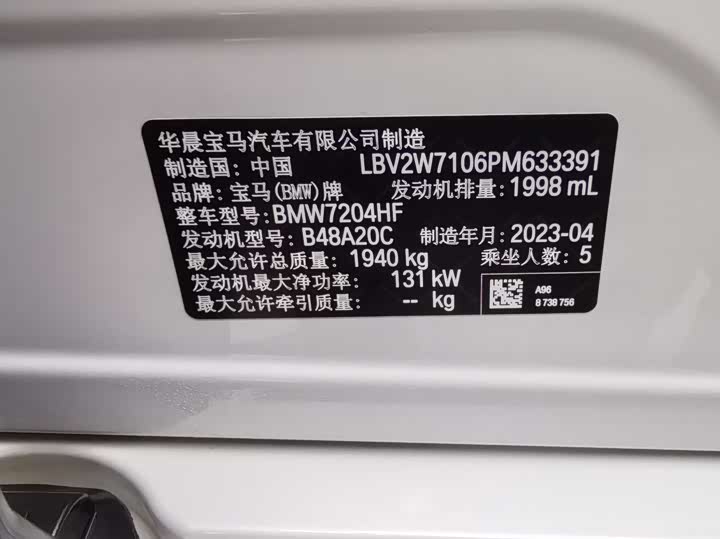 华晨宝马汽车有限公司制造
制造国: 中国 LBV2W7106PM633391
品牌: 宝马(BMW)牌 发动机排量: 1998 mL
整车型号: BMW7204HF
发动机型号: B48A20C 制造年月: 2023-04
最大允许总质量: 1940 kg 乘坐人数: 5
发动机最大净功率: 131 kW
最大允许牵引质量: -- kg
A96
8 738 756